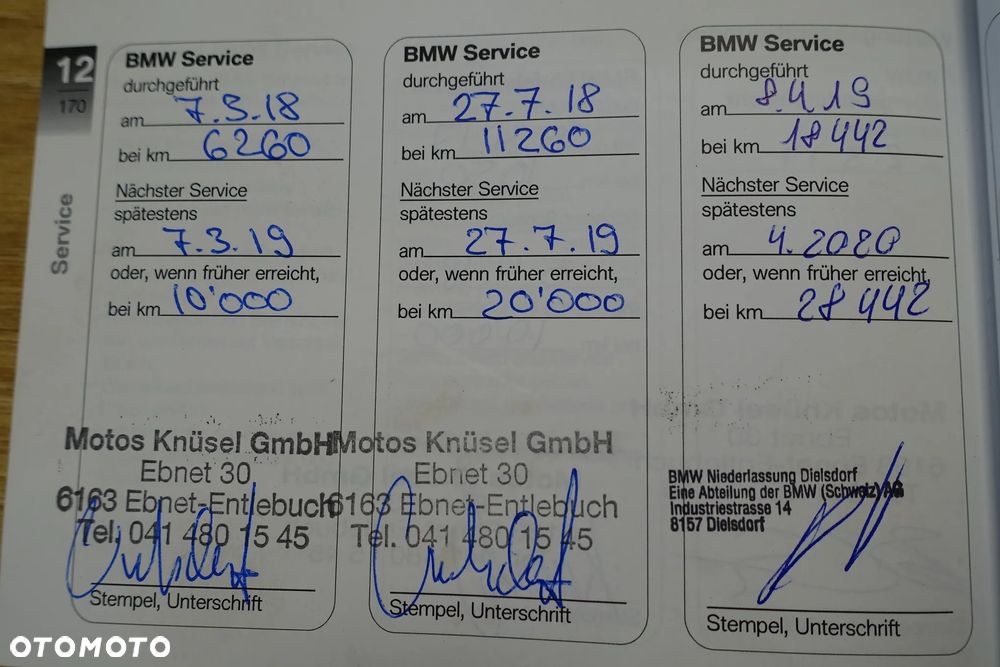 12
170
Service
BMW Service
durchgeführt
am 7.3.18
bei km 6260
Nächster Service
spätestens
am 7.3.19
oder, wenn früher erreicht,
bei km 10'000
Motos Knüsel GmbH
Ebnet 30
6163 Ebnet-Entlebuch
Tel. 041 480 15 45
Stempel, Unterschrift
BMW Service
durchgeführt
am 27.7.18
bei km 11260
Nächster Service
spätestens
am 27.7.19
oder, wenn früher erreicht,
bei km 20'000
Motos Knüsel GmbH
Ebnet 30
6163 Ebnet-Entlebuch
Tel. 041 480 15 45
Stempel, Unterschrift
BMW Service
durchgeführt
am 8.4.19
bei km 18442
Nächster Service
spätestens
am 4.2020
oder, wenn früher erreicht,
bei km 28442
BMW Niederlassung Dielsdorf
Eine Abteilung der BMW (Schweiz) AG
Industriestrasse 14
8157 Dielsdorf
Stempel, Unterschrift
OTOMOTO